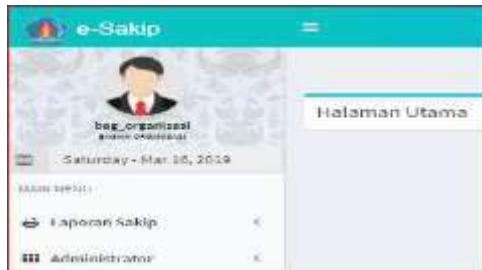 e-Sakip
Halaman Utama
bag_organisasi
Saturday - Mar 16, 2019
MAIN MENU
Laporan Sakip
Administrator